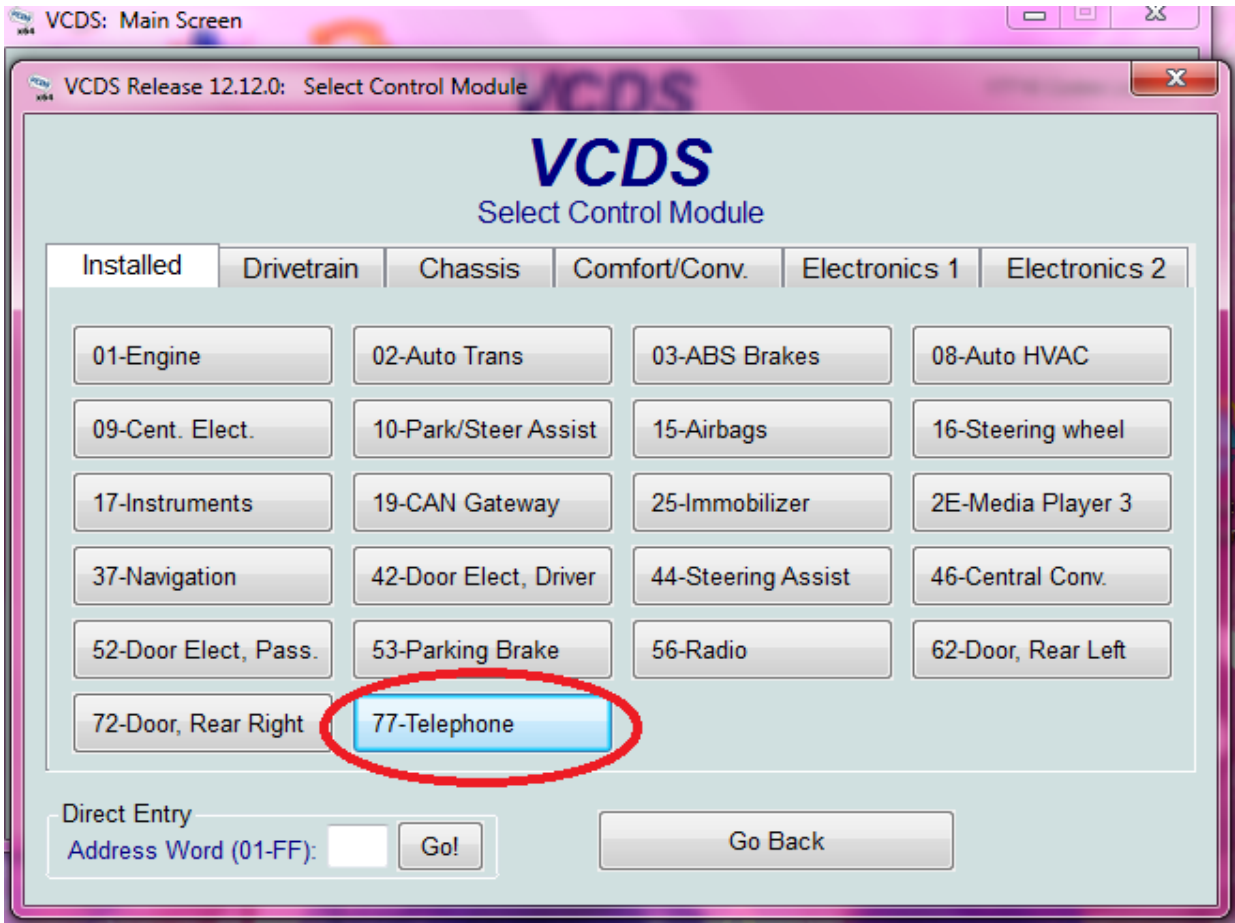 VCDS: Main Screen
VCDS Release 12.12.0: Select Control Module
VCDS
Select Control Module
Installed Drivetrain Chassis Comfort/Conv. Electronics 1 Electronics 2
01-Engine 02-Auto Trans 03-ABS Brakes 08-Auto HVAC
09-Cent. Elect. 10-Park/Steer Assist 15-Airbags 16-Steering wheel
17-Instruments 19-CAN Gateway 25-Immobilizer 2E-Media Player 3
37-Navigation 42-Door Elect, Driver 44-Steering Assist 46-Central Conv.
52-Door Elect, Pass. 53-Parking Brake 56-Radio 62-Door, Rear Left
72-Door, Rear Right 77-Telephone
Direct Entry
Address Word (01-FF): Go! Go Back